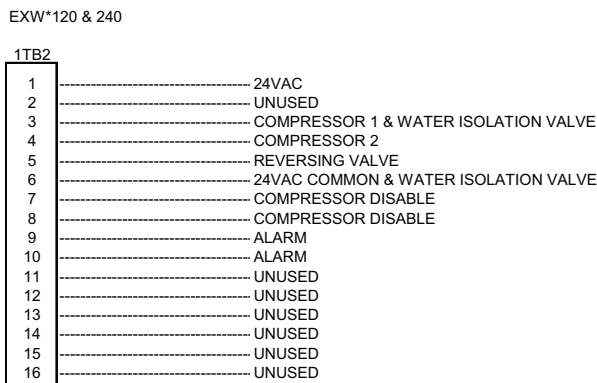 EXW*120 & 240
1TB2
1 24VAC
2 UNUSED
3 COMPRESSOR 1 & WATER ISOLATION VALVE
4 COMPRESSOR 2
5 REVERSING VALVE
6 24VAC COMMON & WATER ISOLATION VALVE
7 COMPRESSOR DISABLE
8 COMPRESSOR DISABLE
9 ALARM
10 ALARM
11 UNUSED
12 UNUSED
13 UNUSED
14 UNUSED
15 UNUSED
16 UNUSED